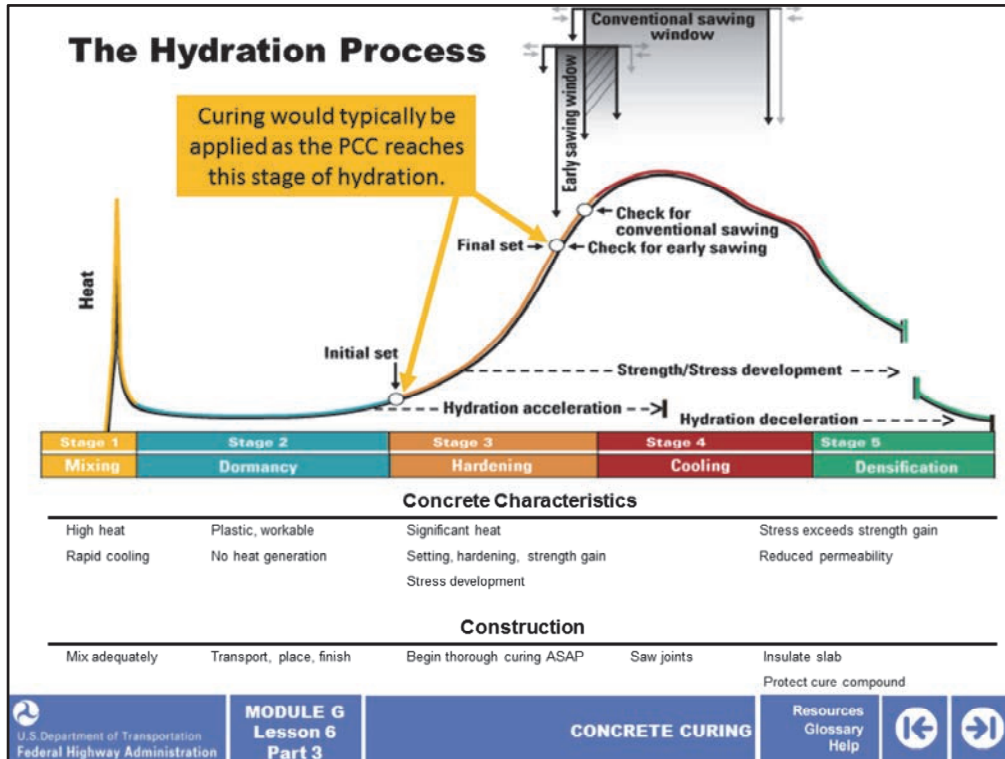 The Hydration Process
Conventional sawing
window
Early sawing window
Curing would typically be
applied as the PCC reaches
this stage of hydration.
Heat
Check for
conventional sawing
Final set
Check for early sawing
Initial set
Strength/Stress development
Hydration acceleration
Hydration deceleration
Stage 1 Stage 2 Stage 3 Stage 4 Stage 5
Mixing Dormancy Hardening Cooling Densification
Concrete Characteristics
High heat Plastic, workable Significant heat Stress exceeds strength gain
Rapid cooling No heat generation Setting, hardening, strength gain Reduced permeability
Stress development
Construction
Mix adequately Transport, place, finish Begin thorough curing ASAP Saw joints Insulate slab
Protect cure compound
U.S.Department of Transportation
Federal Highway Administration
MODULE G
Lesson 6
Part 3
CONCRETE CURING
Resources
Glossary
Help